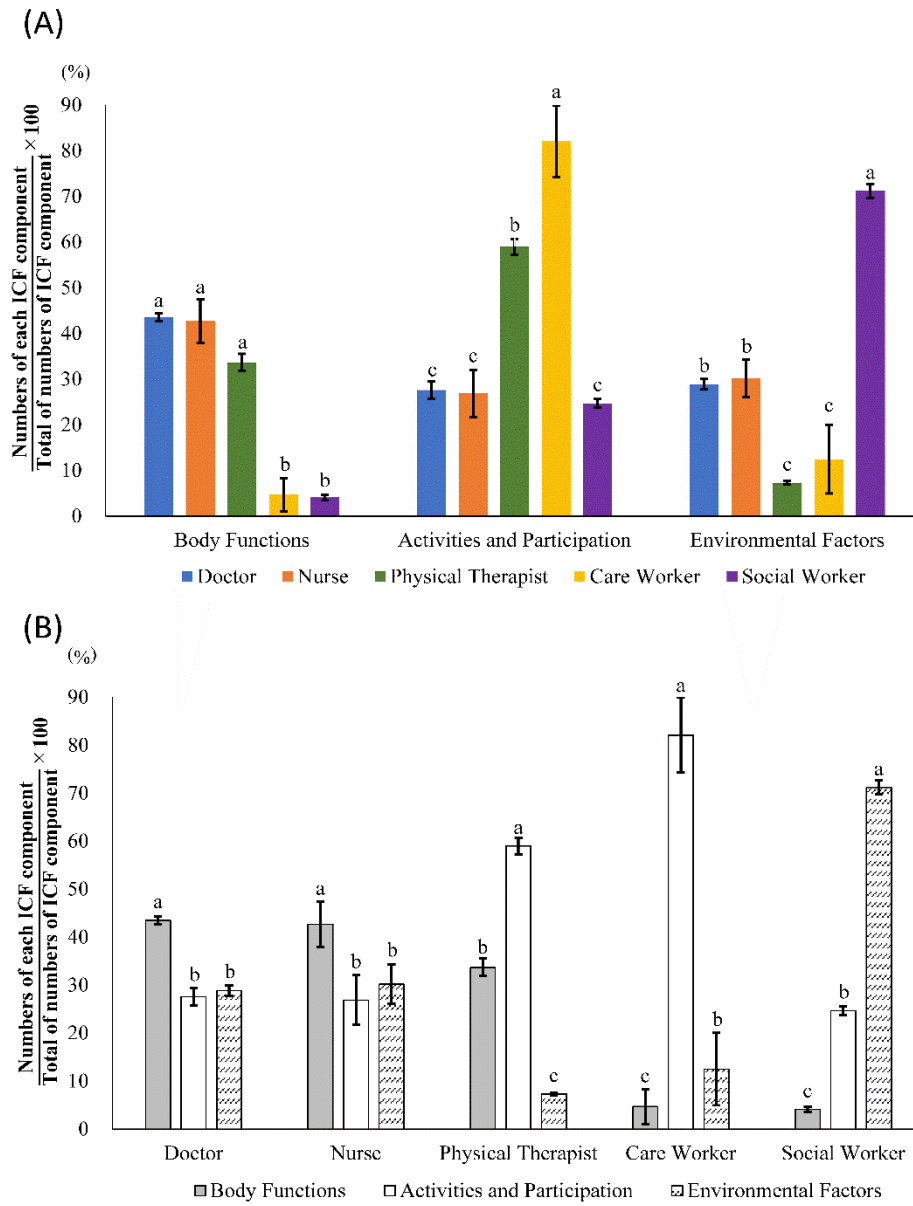 (A)
(%)
Numbers of each ICF component
Total of numbers of ICF component
×100
90
80
70
60
50
40
30
20
10
0
a a a b b
c c b a c
b b c c a
Body Functions Activities and Participation Environmental Factors
Doctor Nurse Physical Therapist Care Worker Social Worker
(B)
(%)
Numbers of each ICF component
Total of numbers of ICF component
×100
90
80
70
60
50
40
30
20
10
0
a b b
a b b
b a c
c a b
c b a
Doctor Nurse Physical Therapist Care Worker Social Worker
Body Functions Activities and Participation Environmental Factors